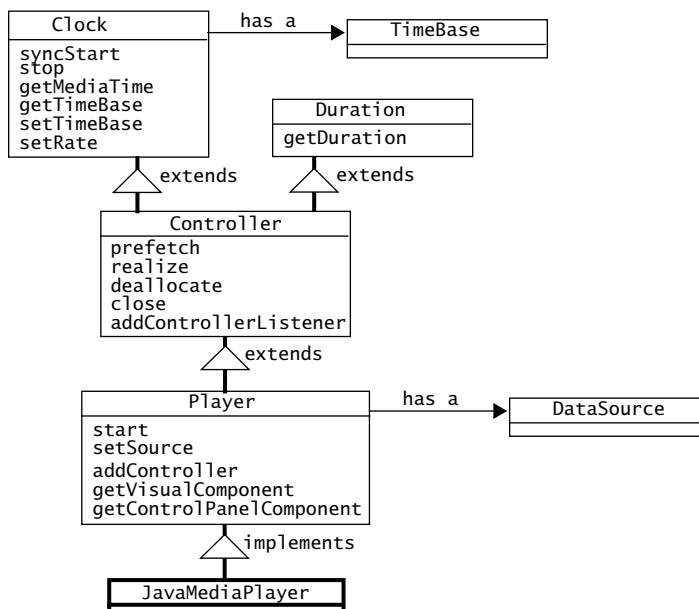 Clock
has a
TimeBase
syncStart
stop
getMediaTime
getTimeBase
setTimeBase
setRate
Duration
getDuration
extends
extends
Controller
prefetch
realize
deallocate
close
addControllerListener
extends
Player
has a
DataSource
start
setSource
addController
getVisualComponent
getControlPanelComponent
implements
JavaMediaPlayer